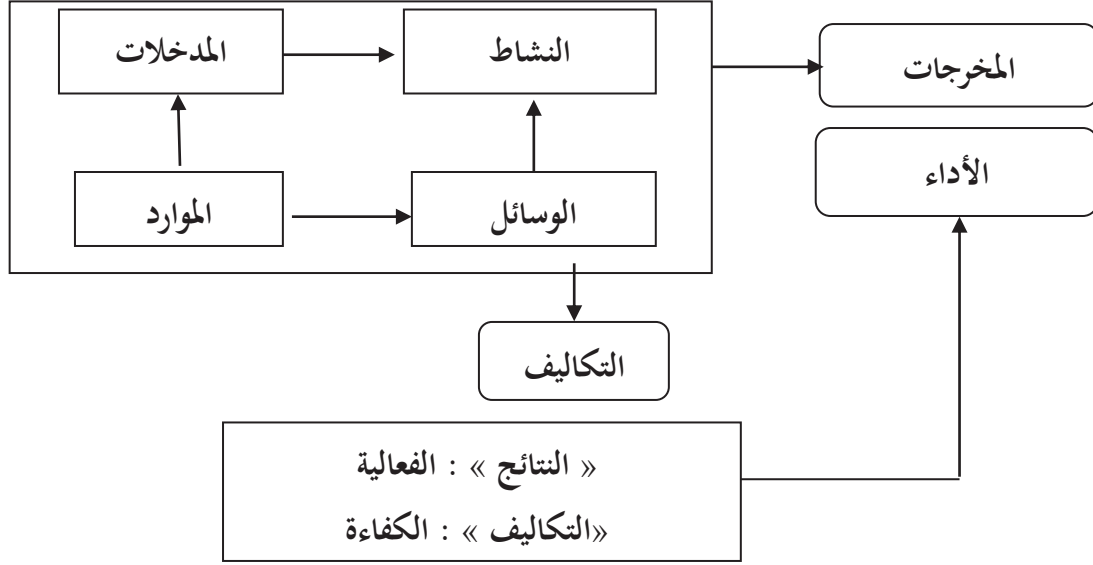 المدخلات
النشاط
المخرجات
الأداء
الموارد
الوسائل
التكاليف
« النتائج » : الفعالية
«التكاليف » : الكفاءة